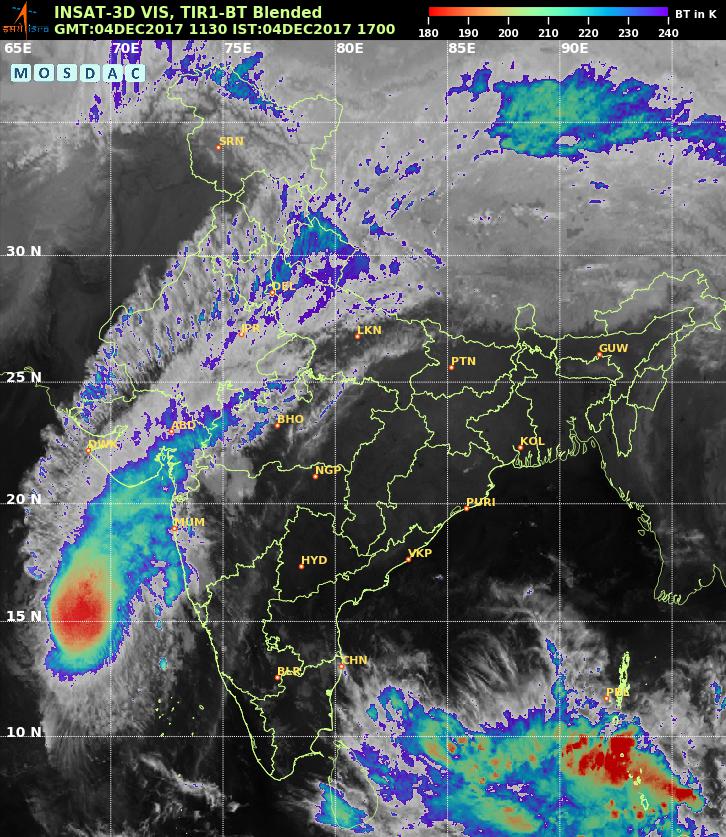 INSAT-3D VIS, TIR1-BT Blended
GMT:04DEC2017 1130 IST:04DEC2017 1700
BT in K
180 190 200 210 220 230 240
65E 70E 75E 80E 85E 90E
MOSDAC
SRN
30 N
DEL
JPR
LKN
GUW
PTN
25 N
ABD
BHO
DWK
KOL
NGP
20 N
PURI
MUM
VKP
HYD
15 N
CHN
BLR
PBL
10 N